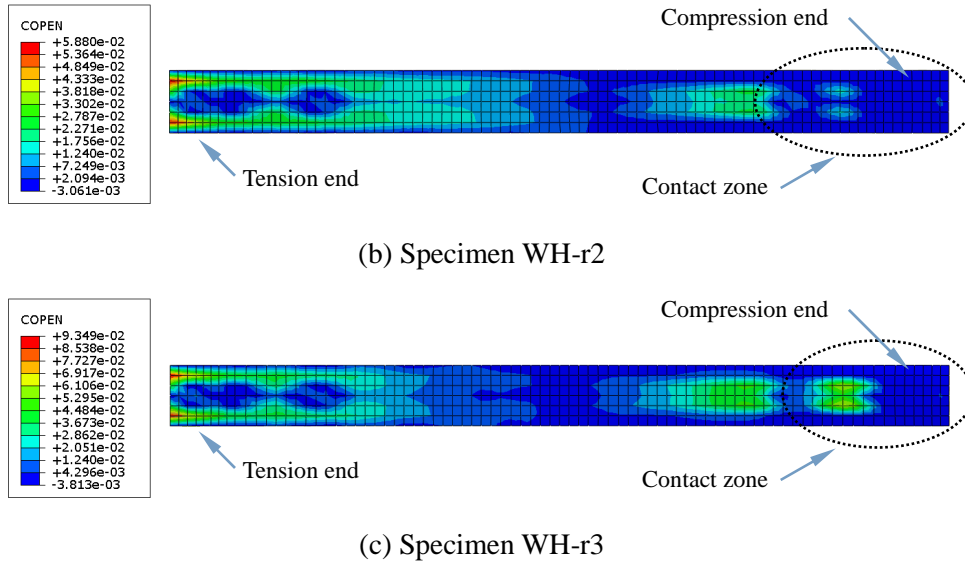 COPEN
+5.880e-02
+5.364e-02
+4.849e-02
+4.333e-02
+3.818e-02
+3.302e-02
+2.787e-02
+2.271e-02
+1.756e-02
+1.240e-02
+7.249e-03
+2.094e-03
-3.061e-03
Compression end
Tension end
Contact zone
(b) Specimen WH-r2
COPEN
+9.349e-02
+8.538e-02
+7.727e-02
+6.917e-02
+6.106e-02
+5.295e-02
+4.484e-02
+3.673e-02
+2.862e-02
+2.051e-02
+1.240e-02
+4.296e-03
-3.813e-03
Compression end
Tension end
Contact zone
(c) Specimen WH-r3